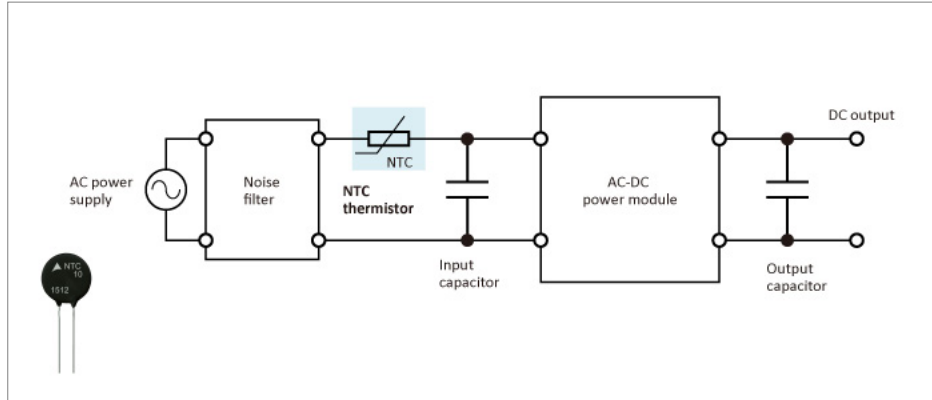 AC power
supply
Noise
filter
NTC
NTC
thermistor
Input
capacitor
AC-DC
power module
DC output
Output
capacitor
NTC
10
1512